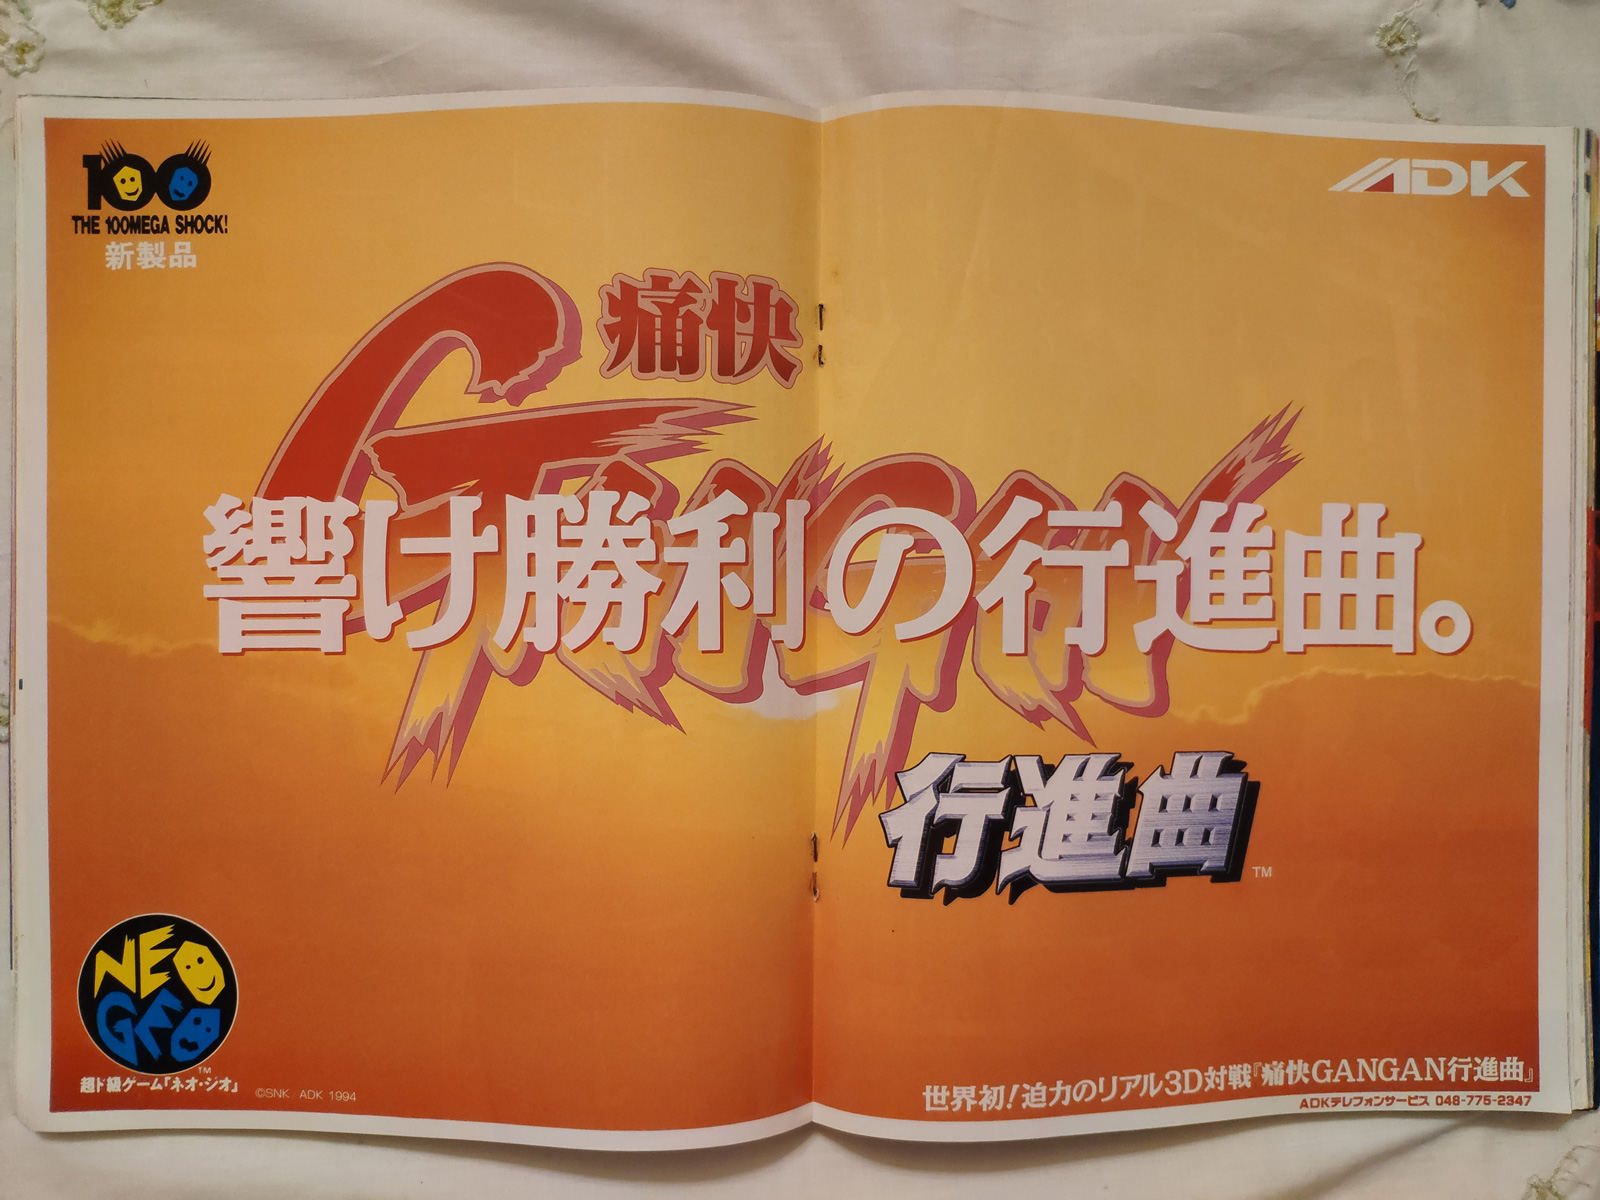 100
THE 100MEGA SHOCK!
新製品
ADK
痛快
GANGAN
響け勝利の行進曲。
行進曲
TM
NEO
GEO
TM
超ド級ゲーム「ネオ・ジオ」
©SNK / ADK 1994
世界初!迫力のリアル3D対戦『痛快GANGAN行進曲』
ADKテレフォンサービス 048-775-2347